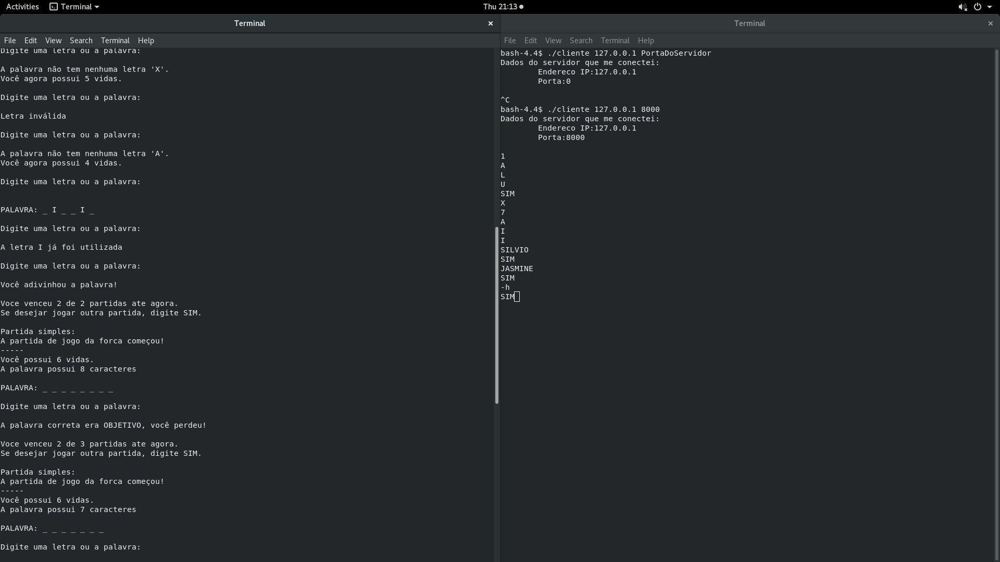 Activities Terminal Thu 21:13
Terminal
File Edit View Search Terminal Help
Digite uma letra ou a palavra:
A palavra não tem nenhuma letra 'X'.
Você agora possui 5 vidas.
Digite uma letra ou a palavra:
Letra inválida
Digite uma letra ou a palavra:
A palavra não tem nenhuma letra 'A'.
Você agora possui 4 vidas.
Digite uma letra ou a palavra:
PALAVRA: _ I _ _ I _
Digite uma letra ou a palavra:
A letra I já foi utilizada
Digite uma letra ou a palavra:
Você adivinhou a palavra!
Voce venceu 2 de 2 partidas ate agora.
Se desejar jogar outra partida, digite SIM.
Partida simples:
A partida de jogo da forca começou!
-----
Você possui 6 vidas.
A palavra possui 8 caracteres
PALAVRA: _ _ _ _ _ _ _ _
Digite uma letra ou a palavra:
A palavra correta era OBJETIVO, você perdeu!
Voce venceu 2 de 3 partidas ate agora.
Se desejar jogar outra partida, digite SIM.
Partida simples:
A partida de jogo da forca começou!
-----
Você possui 6 vidas.
A palavra possui 7 caracteres
PALAVRA: _ _ _ _ _ _ _
Digite uma letra ou a palavra:
Terminal
File Edit View Search Terminal Help
bash-4.4$ ./cliente 127.0.0.1 PortaDoServidor
Dados do servidor que me conectei:
Endereco IP:127.0.0.1
Porta:0
^C
bash-4.4$ ./cliente 127.0.0.1 8000
Dados do servidor que me conectei:
Endereco IP:127.0.0.1
Porta:8000
1
A
L
U
SIM
X
7
A
I
I
SILVIO
SIM
JASMINE
SIM
-h
SIM